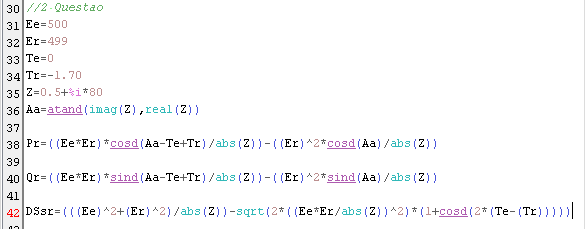 30 //2-Questao
31 Ee=500
32 Er=499
33 Te=0
34 Tr=-1.70
35 Z=0.5+%i*80
36 Aa=atand(imag(Z),real(Z))
37
38 Pr=((Ee*Er)*cosd(Aa-Te+Tr)/abs(Z))-((Er)^2*cosd(Aa)/abs(Z))
39
40 Qr=((Ee*Er)*sind(Aa-Te+Tr)/abs(Z))-((Er)^2*sind(Aa)/abs(Z))
41
42 DSsr=(((Ee)^2+(Er)^2)/abs(Z))-sqrt(2*((Ee*Er/abs(Z))^2)*(1+cosd(2*(Te-(Tr)))))